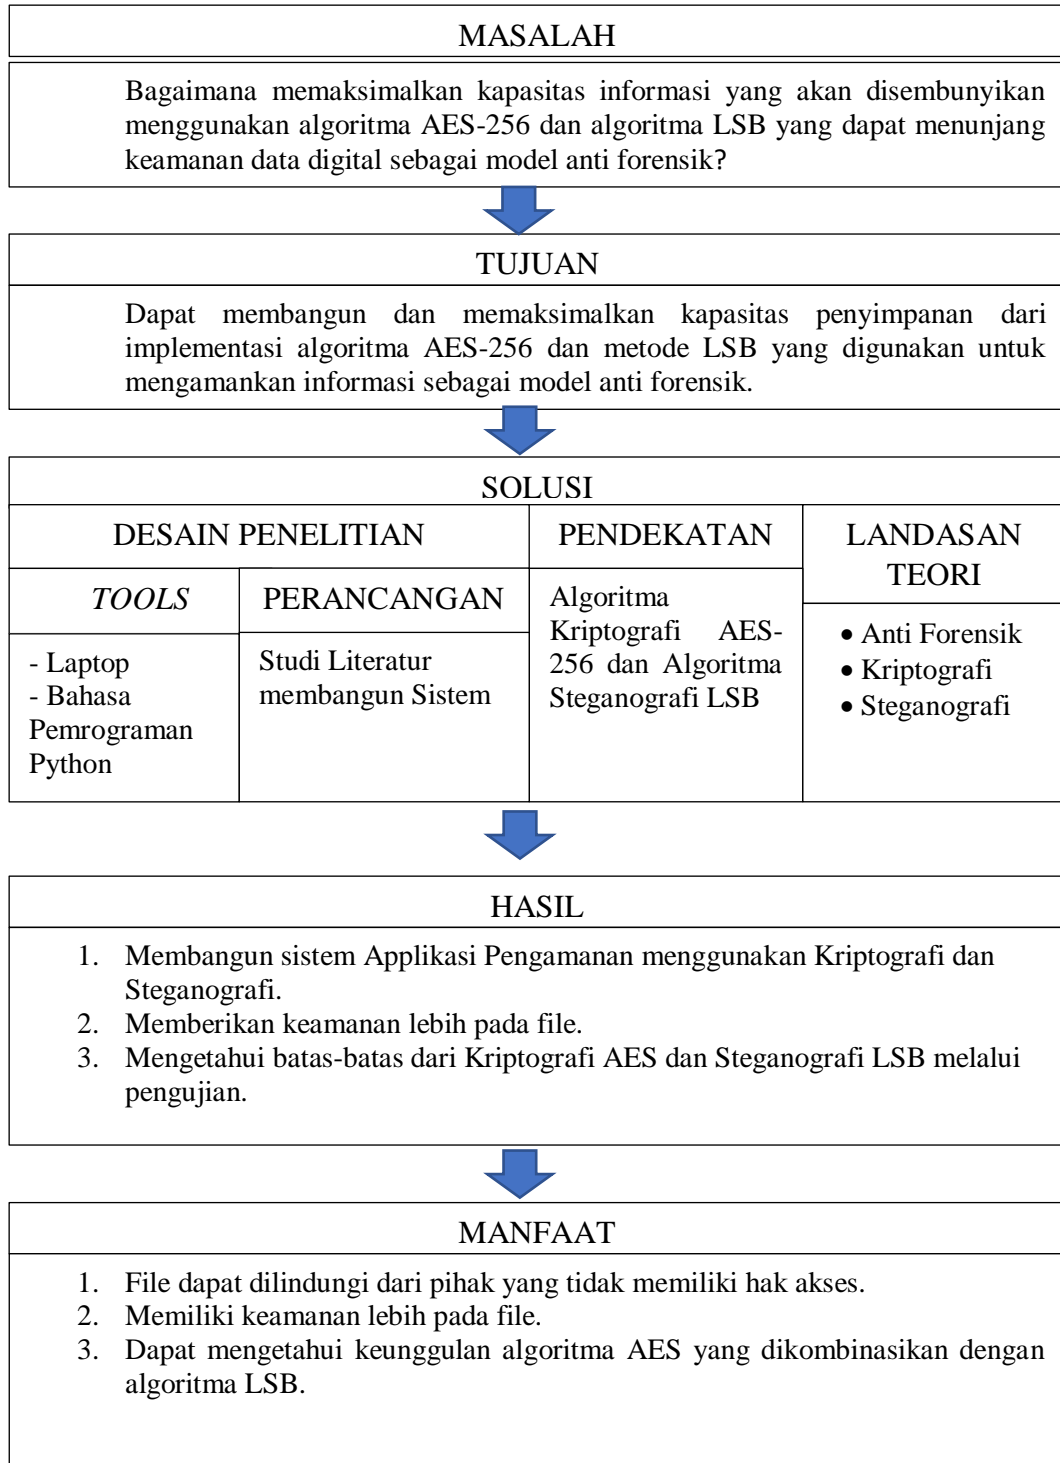 MASALAH
Bagaimana memaksimalkan kapasitas informasi yang akan disembunyikan
menggunakan algoritma AES-256 dan algoritma LSB yang dapat menunjang
keamanan data digital sebagai model anti forensik?
TUJUAN
Dapat membangun dan memaksimalkan kapasitas penyimpanan dari
implementasi algoritma AES-256 dan metode LSB yang digunakan untuk
mengamankan informasi sebagai model anti forensik.
SOLUSI
DESAIN PENELITIAN
TOOLS
- Laptop
- Bahasa
Pemrograman
Python
PERANCANGAN
Studi Literatur
membangun Sistem
PENDEKATAN
Algoritma
Kriptografi AES-
256 dan Algoritma
Steganografi LSB
LANDASAN
TEORI
• Anti Forensik
• Kriptografi
• Steganografi
HASIL
1. Membangun sistem Applikasi Pengamanan menggunakan Kriptografi dan
Steganografi.
2. Memberikan keamanan lebih pada file.
3. Mengetahui batas-batas dari Kriptografi AES dan Steganografi LSB melalui
pengujian.
MANFAAT
1. File dapat dilindungi dari pihak yang tidak memiliki hak akses.
2. Memiliki keamanan lebih pada file.
3. Dapat mengetahui keunggulan algoritma AES yang dikombinasikan dengan
algoritma LSB.